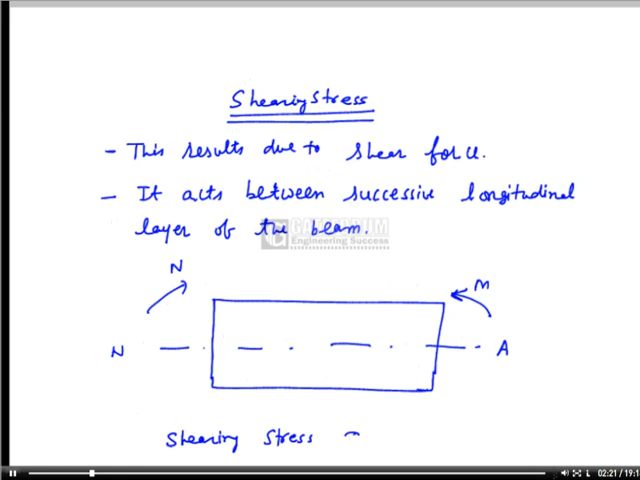 Shearing Stress
- This results due to shear force.
- It acts between successive longitudinal
layer of the beam.
GATEFORUM
Engineering Success
N
M
N
A
Shearing Stress
02:21 / 19:1